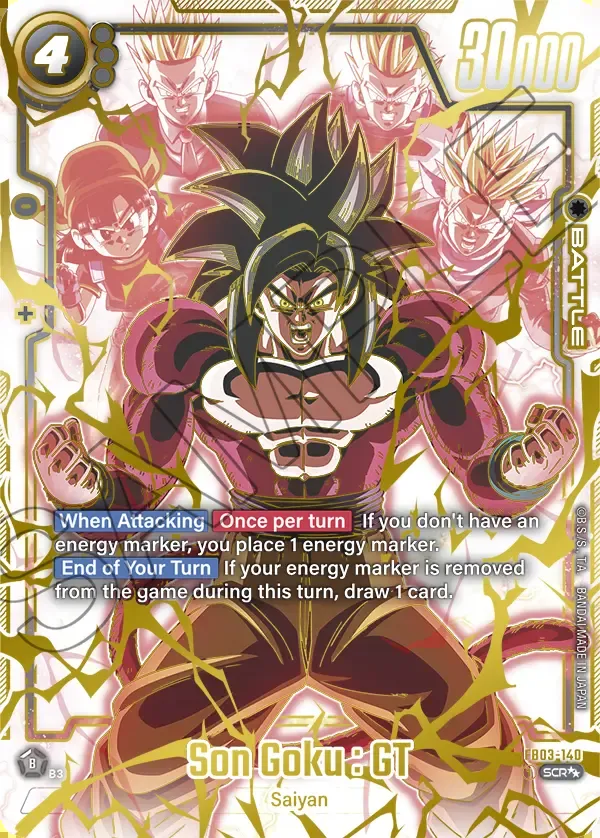 4
30000
0
+
BATTLE
SAMPLE
When Attacking Once per turn If you don't have an
energy marker, you place 1 energy marker.
End of Your Turn If your energy marker is removed
from the game during this turn, draw 1 card.
©B.S./S., T.A. BANDAI MADE IN JAPAN
Son Goku : GT
FB03-140
B
B3
SCR★★
Saiyan